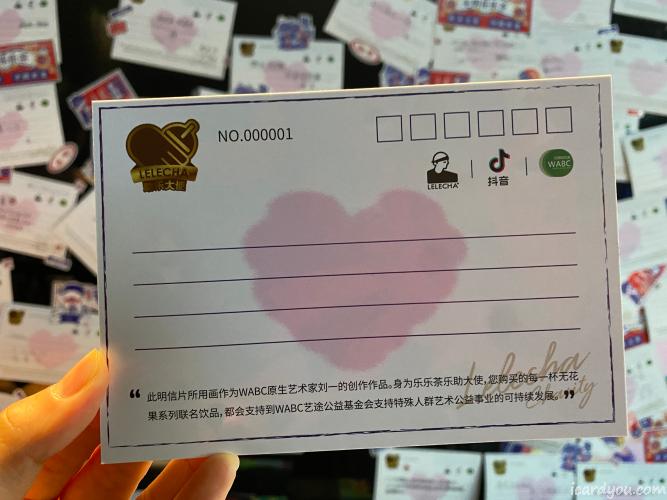 NO.000001
LELECHA
LELECHA
抖音
WABC
此明信片所用画作为WABC原生艺术家刘一的创作作品。身为乐乐茶乐助大使,您购买的每一杯无花
果系列联名饮品,都会支持到WABC艺途公益基金会支持特殊人群艺术公益事业的可持续发展。
Lelecha
Charity
icardyou.com